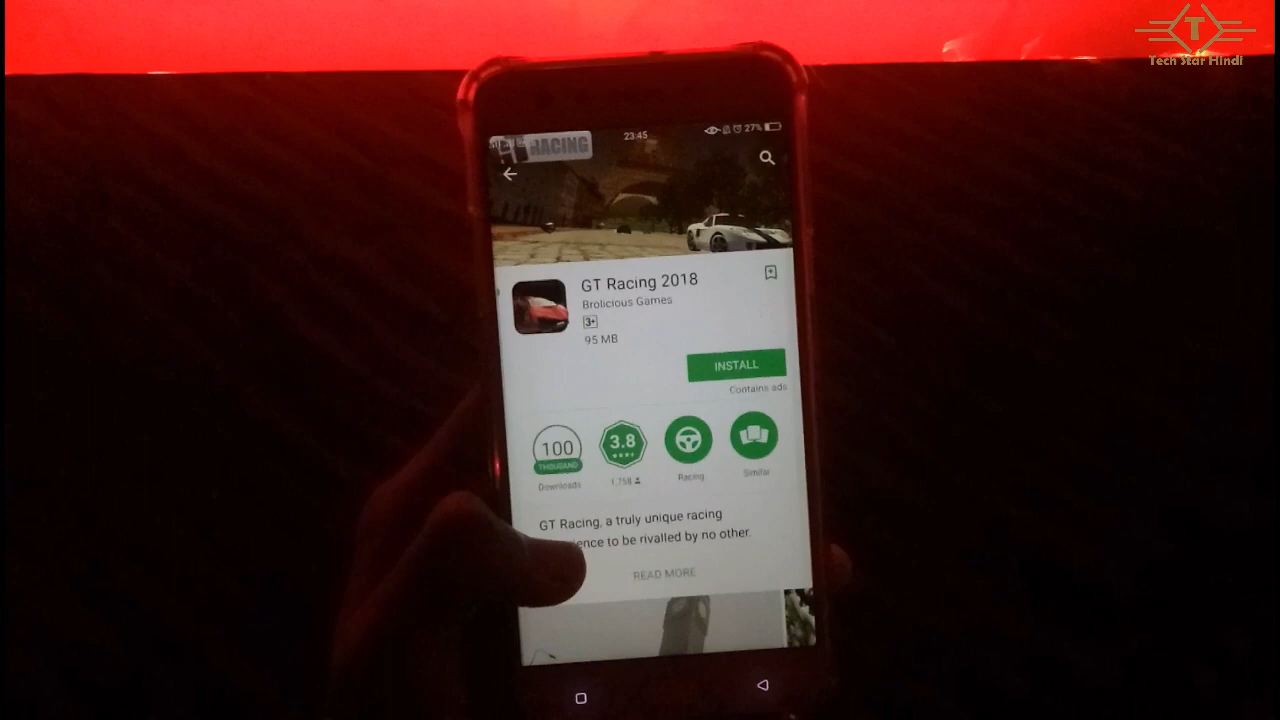 T
Tech Star Hindi
23:45
27%
GT RACING
GT Racing 2018
Brolicious Games
3+
95 MB
INSTALL
Contains ads
100
THOUSAND
3.8
Downloads
1,758
Racing
Similar
GT Racing, a truly unique racing
ience to be rivalled by no other.
READ MORE